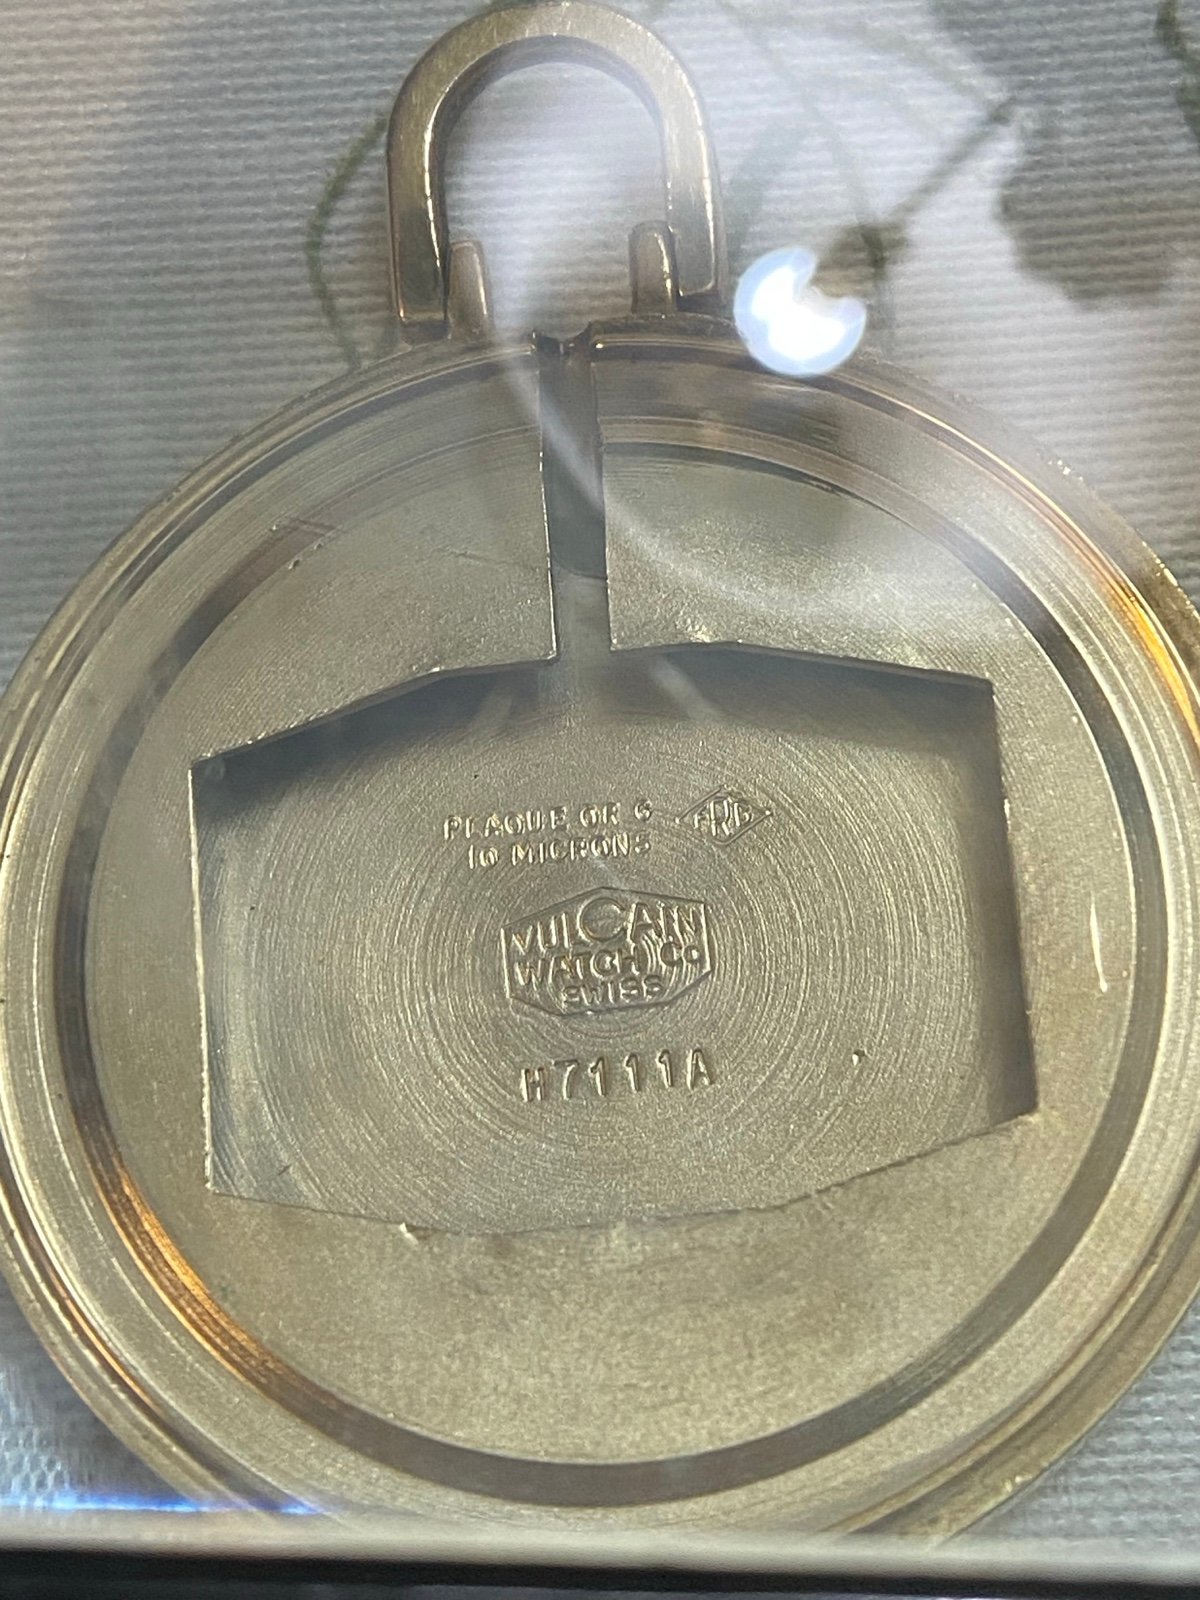 PLAQUE OR G
10 MICRONS
VULCAIN
WATCH Co
SWISS
H7111A